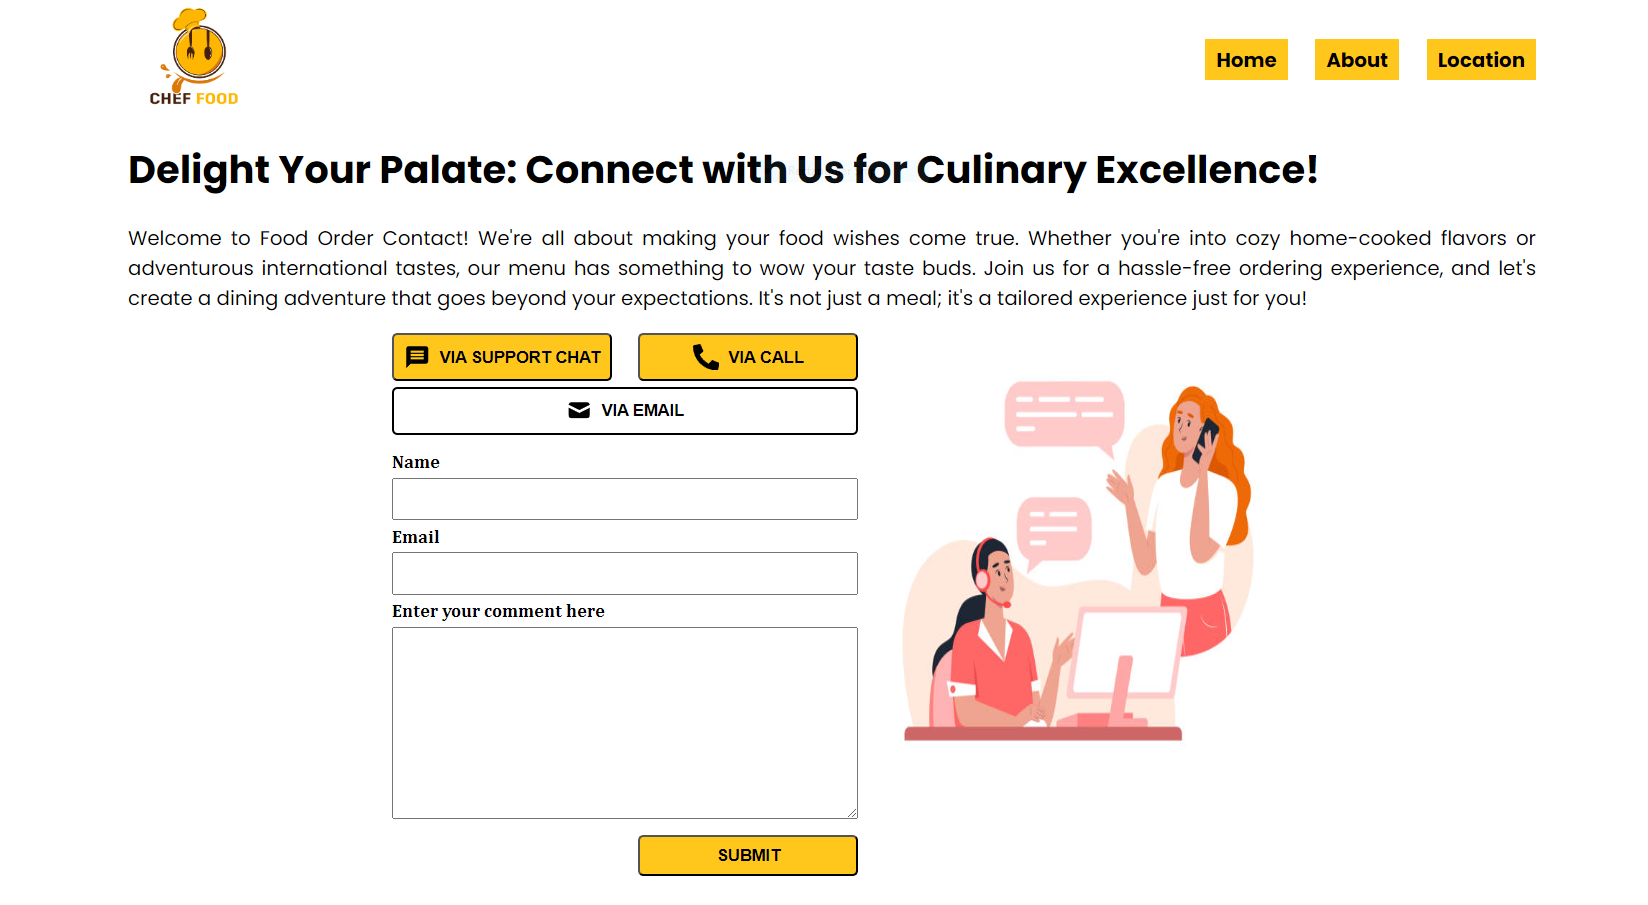 CHEF FOOD
Home About Location
Delight Your Palate: Connect with Us for Culinary Excellence!
Welcome to Food Order Contact! We're all about making your food wishes come true. Whether you're into cozy home-cooked flavors or
adventurous international tastes, our menu has something to wow your taste buds. Join us for a hassle-free ordering experience, and let's
create a dining adventure that goes beyond your expectations. It's not just a meal; it's a tailored experience just for you!
VIA SUPPORT CHAT VIA CALL
VIA EMAIL
Name
Email
Enter your comment here
SUBMIT